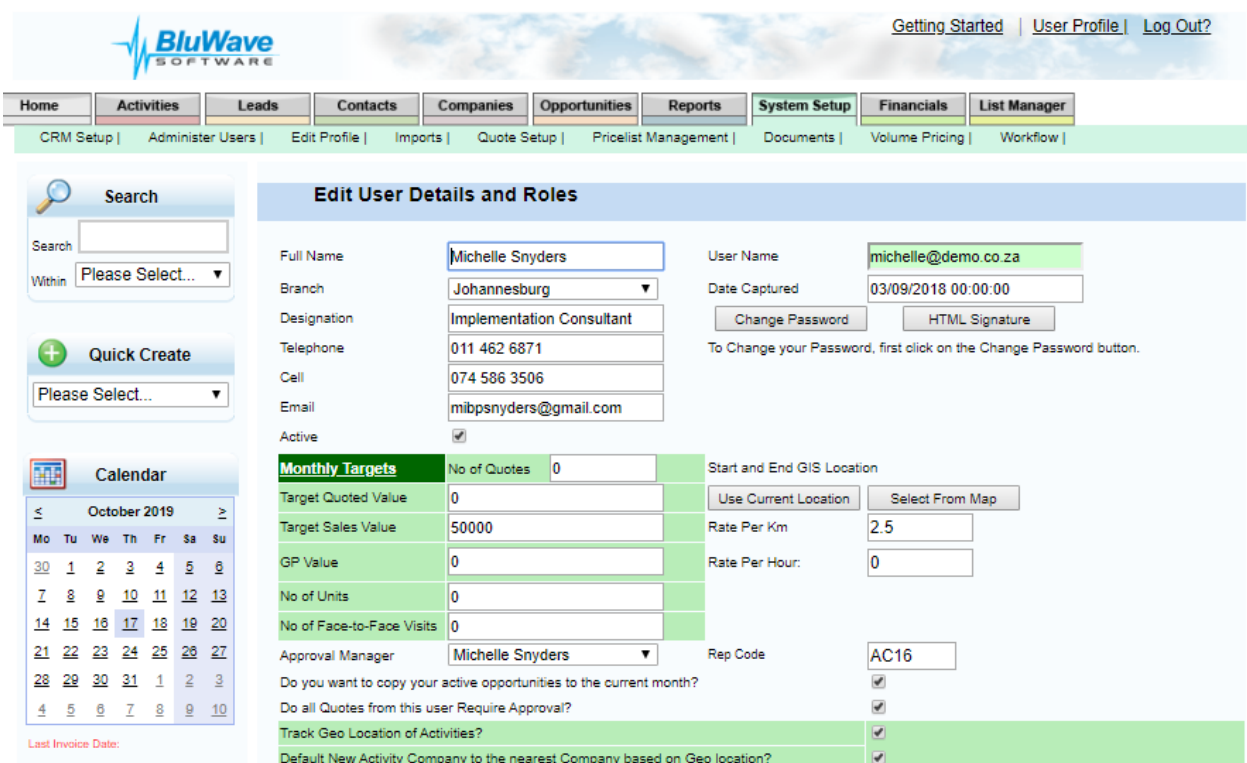 Getting Started | User Profile | Log Out?
BluWave
SOFTWARE
Home Activities Leads Contacts Companies Opportunities Reports System Setup Financials List Manager
CRM Setup | Administer Users | Edit Profile | Imports | Quote Setup | Pricelist Management | Documents | Volume Pricing | Workflow |
Search
Search
Within Please Select...
Quick Create
Please Select...
Calendar
< October 2019 >
Mo Tu We Th Fr Sa Su
30 1 2 3 4 5 6
7 8 9 10 11 12 13
14 15 16 17 18 19 20
21 22 23 24 25 26 27
28 29 30 31 1 2 3
4 5 6 7 8 9 10
Last Invoice Date:
Edit User Details and Roles
Full Name Michelle Snyders User Name michelle@demo.co.za
Branch Johannesburg Date Captured 03/09/2018 00:00:00
Designation Implementation Consultant Change Password HTML Signature
Telephone 011 462 6871 To Change your Password, first click on the Change Password button.
Cell 074 586 3506
Email mibpsnyders@gmail.com
Active
Monthly Targets No of Quotes 0 Start and End GIS Location
Target Quoted Value 0 Use Current Location Select From Map
Target Sales Value 50000 Rate Per Km 2.5
GP Value 0 Rate Per Hour: 0
No of Units 0
No of Face-to-Face Visits 0
Approval Manager Michelle Snyders Rep Code AC16
Do you want to copy your active opportunities to the current month?
Do all Quotes from this user Require Approval?
Track Geo Location of Activities?
Default New Activity Company to the nearest Company based on Geo location?